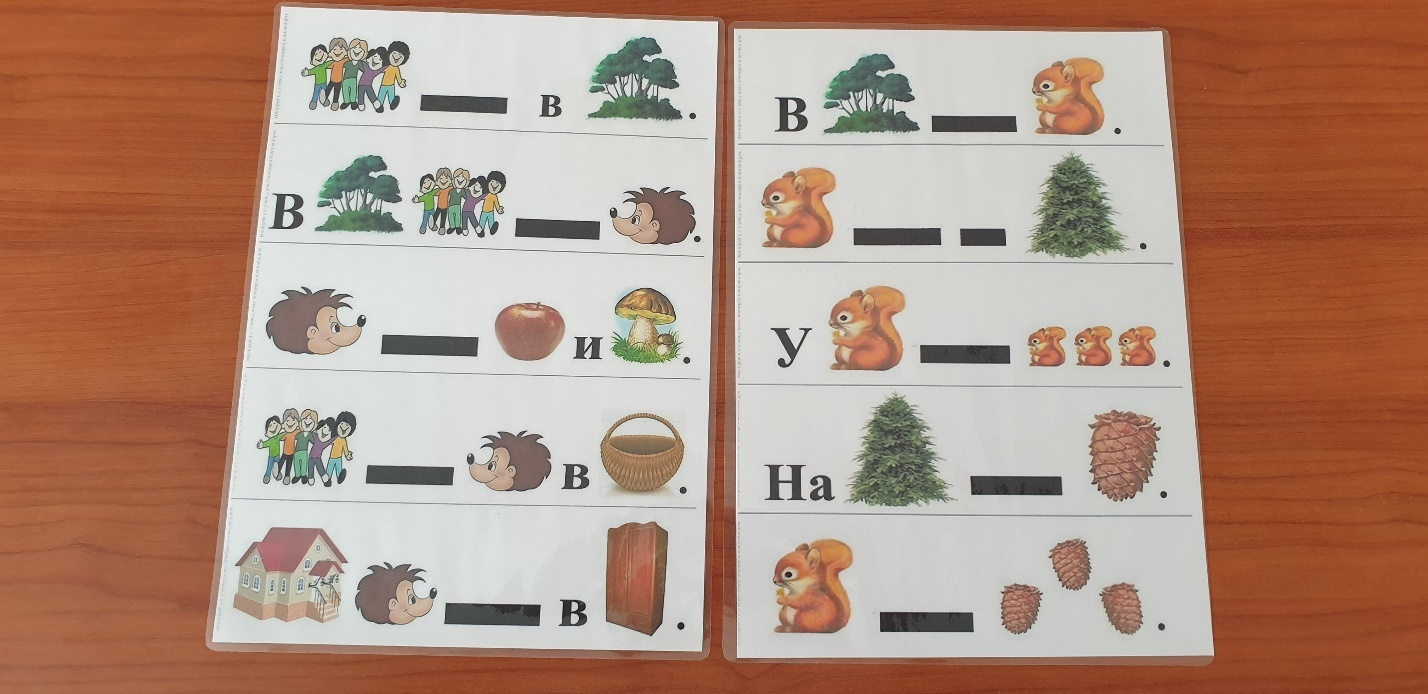 в .
В .
и .
в .
в .
В .
.
У .
На .
.